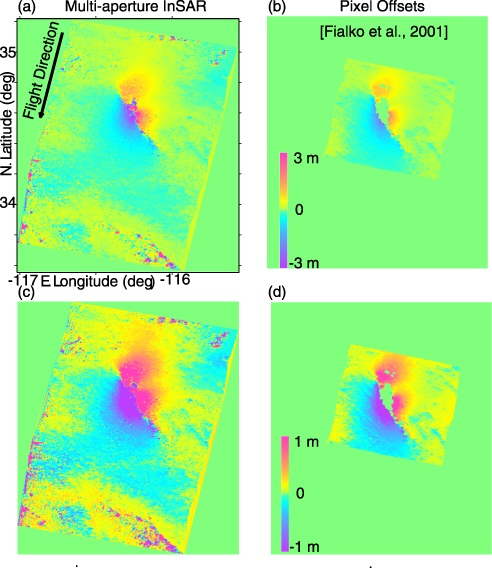 (a) Multi-aperture InSAR
(b) Pixel Offsets
[Fialko et al., 2001]
Flight Direction
35
N. Latitude (deg)
34
3 m
0
-3 m
-117 E Longitude (deg) -116
(c)
(d)
1 m
0
-1 m